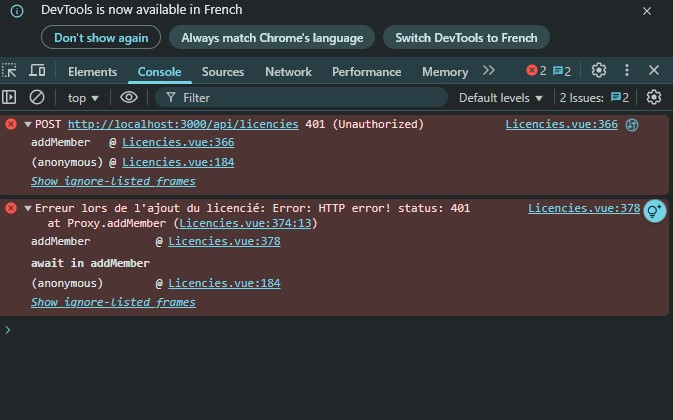 DevTools is now available in French
Don't show again Always match Chrome's language Switch DevTools to French
Elements Console Sources Network Performance Memory 2 2
top Filter Default levels 2 Issues: 2
POST http://localhost:3000/api/licencies 401 (Unauthorized) Licencies.vue:366
addMember @ Licencies.vue:366
(anonymous) @ Licencies.vue:184
Show ignore-listed frames
Erreur lors de l'ajout du licencié: Error: HTTP error! status: 401 Licencies.vue:378
at Proxy.addMember (Licencies.vue:374:13)
addMember @ Licencies.vue:378
await in addMember
(anonymous) @ Licencies.vue:184
Show ignore-listed frames